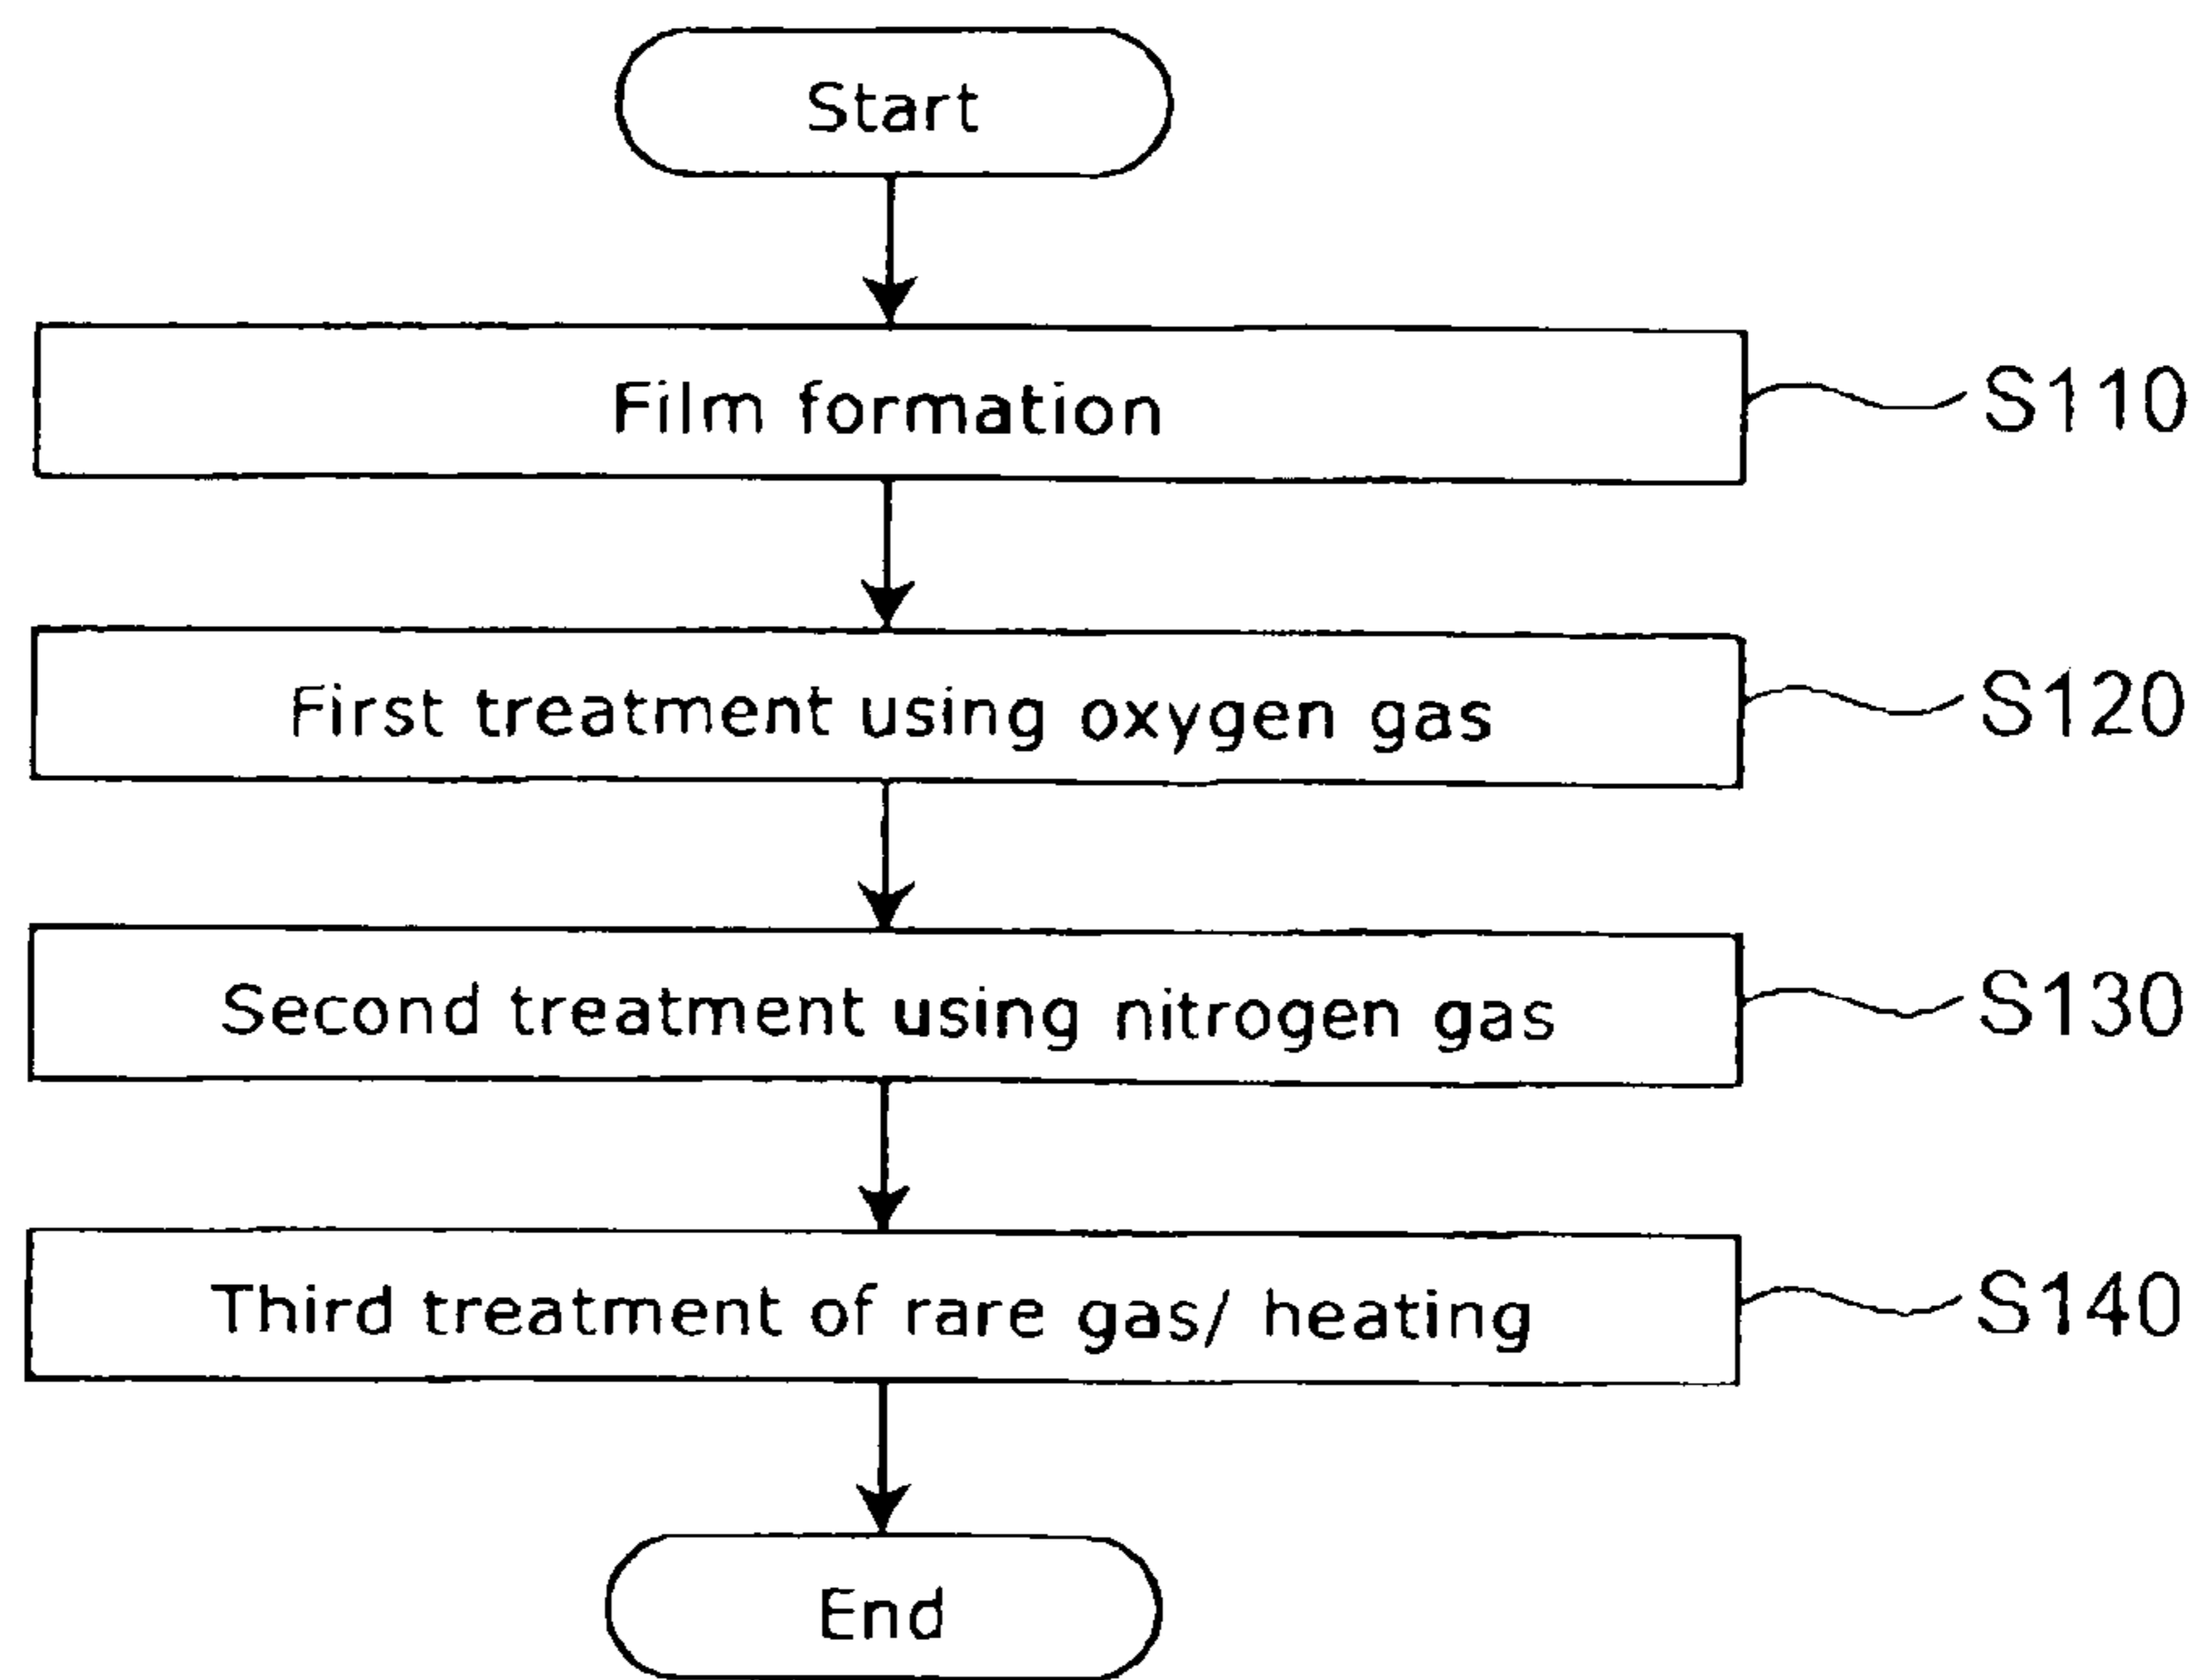 Start
Film formation
S110
First treatment using oxygen gas
S120
Second treatment using nitrogen gas
S130
Third treatment of rare gas/ heating
S140
End